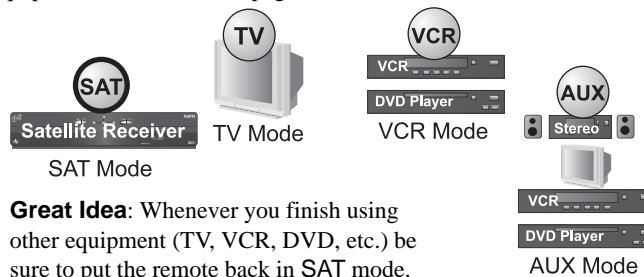 TV
VCR
SAT
AUX
VCR
DVD Player
Satellite Receiver
TV Mode
VCR Mode
Stereo
SAT Mode
VCR
DVD Player
AUX Mode
Great Idea: Whenever you finish using
other equipment (TV, VCR, DVD, etc.) be
sure to put the remote back in SAT mode.